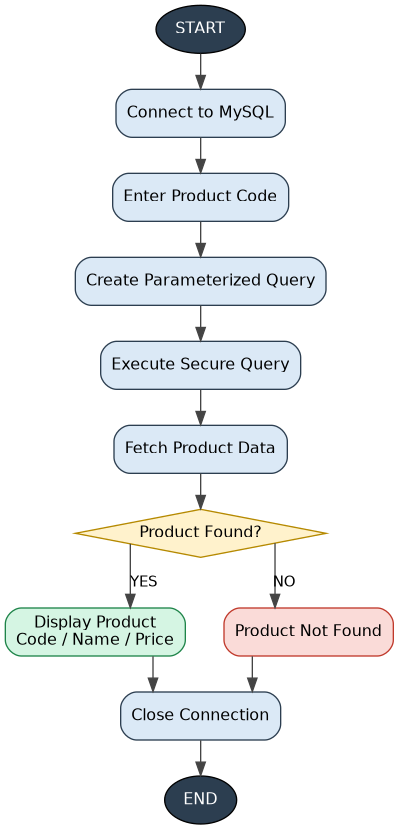 START
Connect to MySQL
Enter Product Code
Create Parameterized Query
Execute Secure Query
Fetch Product Data
Product Found?
YES
NO
Display Product
Code / Name / Price
Product Not Found
Close Connection
END